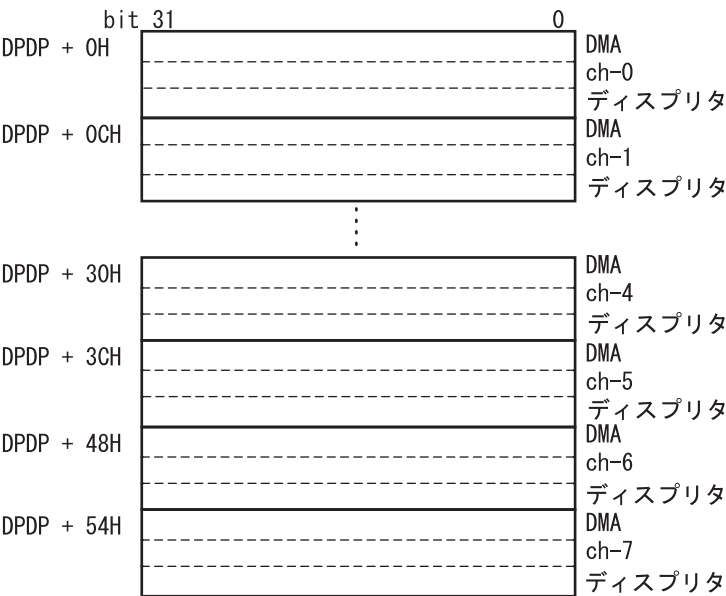 bit 31 0
DPDP + 0H
DMA
ch-0
ディスプリタ
DPDP + 0CH
DMA
ch-1
ディスプリタ
DPDP + 30H
DMA
ch-4
ディスプリタ
DPDP + 3CH
DMA
ch-5
ディスプリタ
DPDP + 48H
DMA
ch-6
ディスプリタ
DPDP + 54H
DMA
ch-7
ディスプリタ